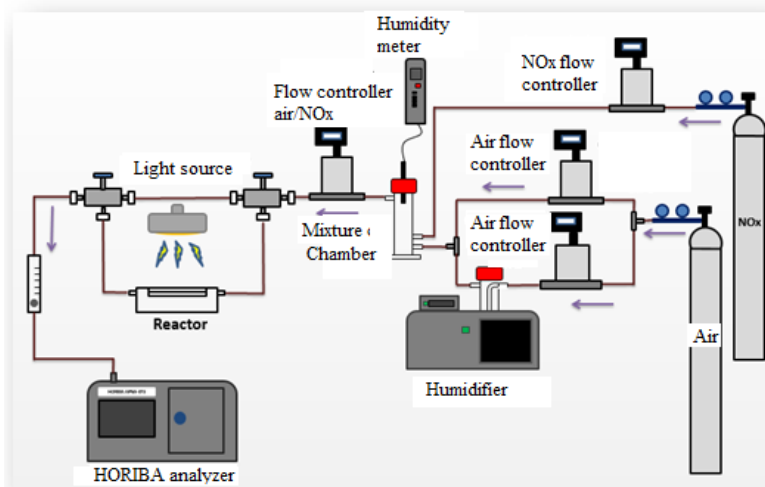 Humidity
meter
NOx flow
controller
Flow controller
air/NOx
Light source
Air flow
controller
Mixture
Chamber
Air flow
controller
NOx
Reactor
Air
Humidifier
HORIBA analyzer